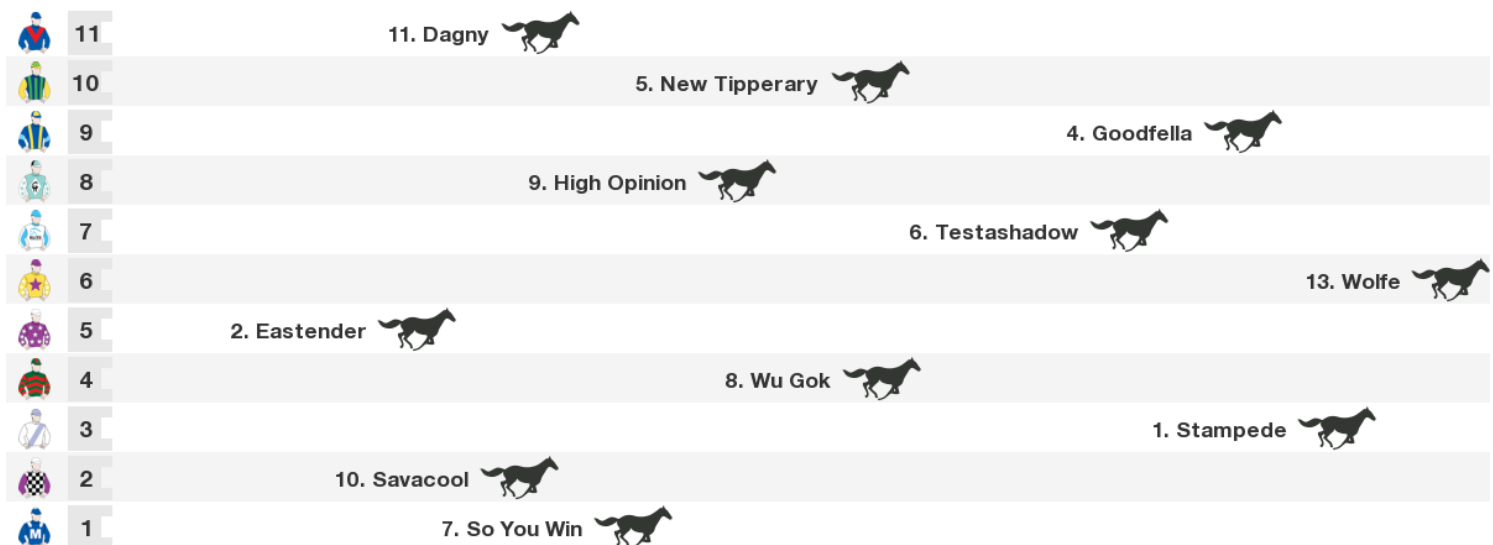 11 11. Dagny
10 5. New Tipperary
9 4. Goodfella
8 9. High Opinion
7 6. Testashadow
6 13. Wolfe
5 2. Eastender
4 8. Wu Gok
3 1. Stampede
2 10. Savacool
M 1 7. So You Win